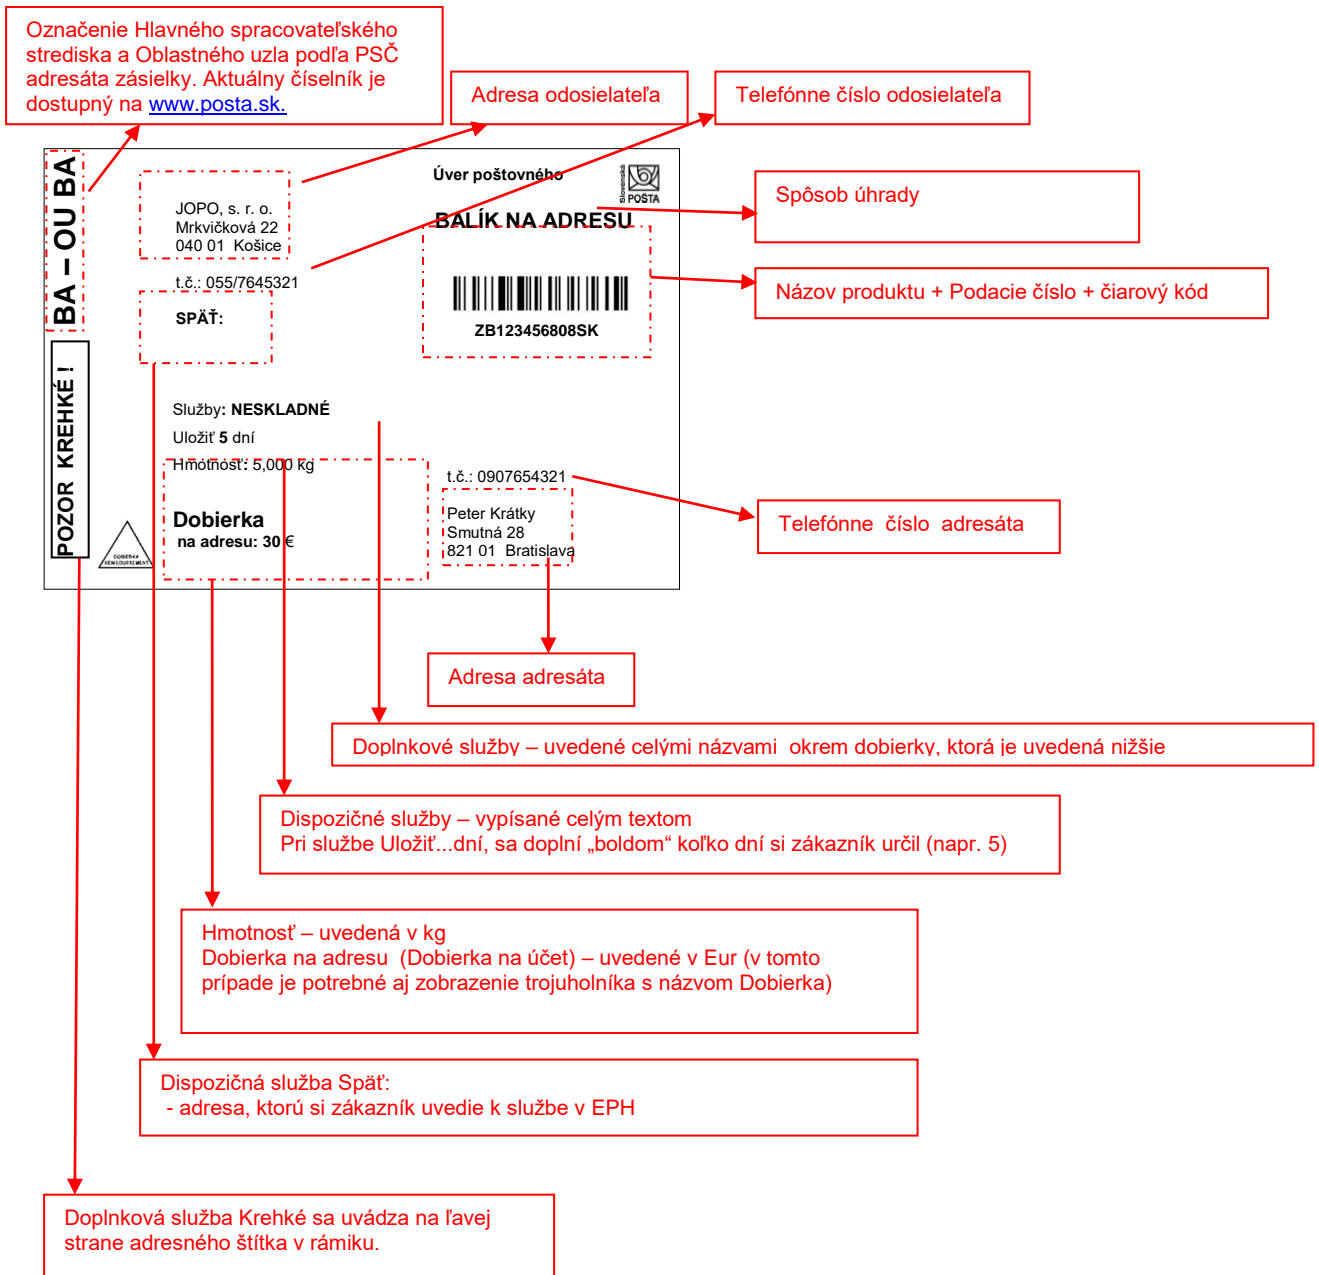 Označenie Hlavného spracovateľského
strediska a Oblastného uzla podľa PSČ
adresáta zásielky. Aktuálny číselník je
dostupný na www.posta.sk.
Adresa odosielateľa
Telefónne číslo odosielateľa
BA – OU BA
JOPO, s. r. o.
Mrkvičková 22
040 01  Košice
t.č.: 055/7645321
SPÄŤ:
Úver poštovného
Slovenská
POŠTA
BALÍK NA ADRESU
ZB123456808SK
Spôsob úhrady
Názov produktu + Podacie číslo + čiarový kód
POZOR  KREHKÉ !
Služby: NESKLADNÉ
Uložiť 5 dní
Hmotnosť: 5,000 kg
Dobierka
na adresu: 30 €
DOBIERKA
REMBOURSEMENT
t.č.: 0907654321
Peter Krátky
Smutná 28
821 01  Bratislava
Telefónne  číslo  adresáta
Adresa adresáta
Doplnkové služby – uvedené celými názvami  okrem dobierky, ktorá je uvedená nižšie
Dispozičné služby – vypísané celým textom
Pri službe Uložiť...dní, sa doplní „boldom“ koľko dní si zákazník určil (napr. 5)
Hmotnosť – uvedená v kg
Dobierka na adresu  (Dobierka na účet) – uvedené v Eur (v tomto
prípade je potrebné aj zobrazenie trojuholníka s názvom Dobierka)
Dispozičná služba Späť:
- adresa, ktorú si zákazník uvedie k službe v EPH
Doplnková služba Krehké sa uvádza na ľavej
strane adresného štítka v rámiku.